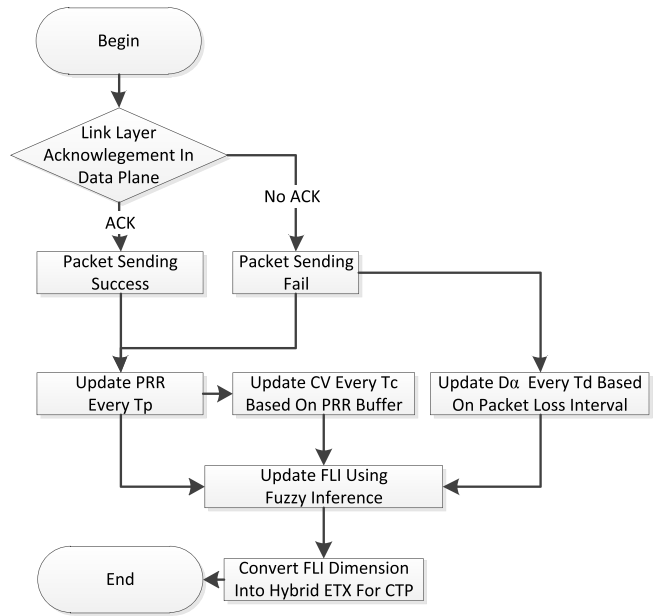 Begin
Link Layer
Acknowlegement In
Data Plane
No ACK
ACK
Packet Sending
Success
Packet Sending
Fail
Update PRR
Every Tp
Update CV Every Tc
Based On PRR Buffer
Update Dα Every Td Based
On Packet Loss Interval
Update FLI Using
Fuzzy Inference
Convert FLI Dimension
Into Hybrid ETX For CTP
End